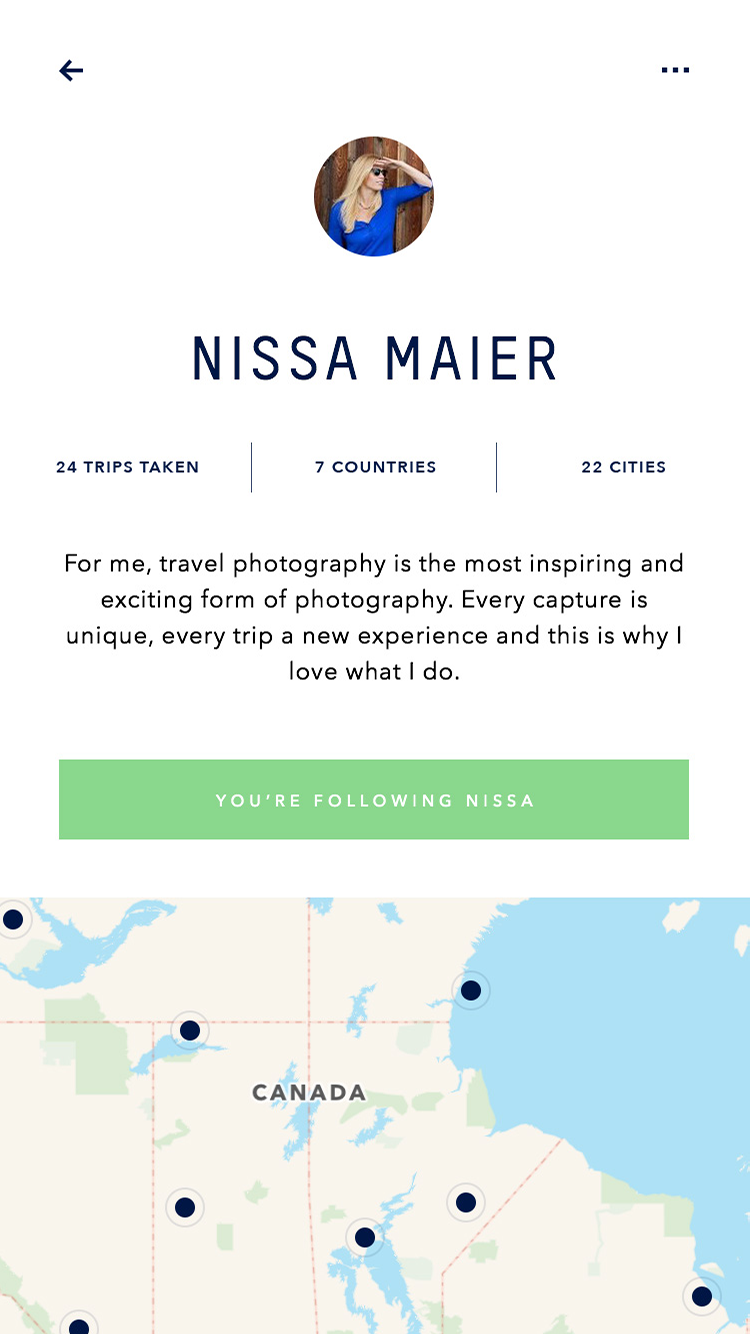 NISSA MAIER
24 TRIPS TAKEN
7 COUNTRIES
22 CITIES
For me, travel photography is the most inspiring and
exciting form of photography. Every capture is
unique, every trip a new experience and this is why I
love what I do.
YOU’RE FOLLOWING NISSA
CANADA